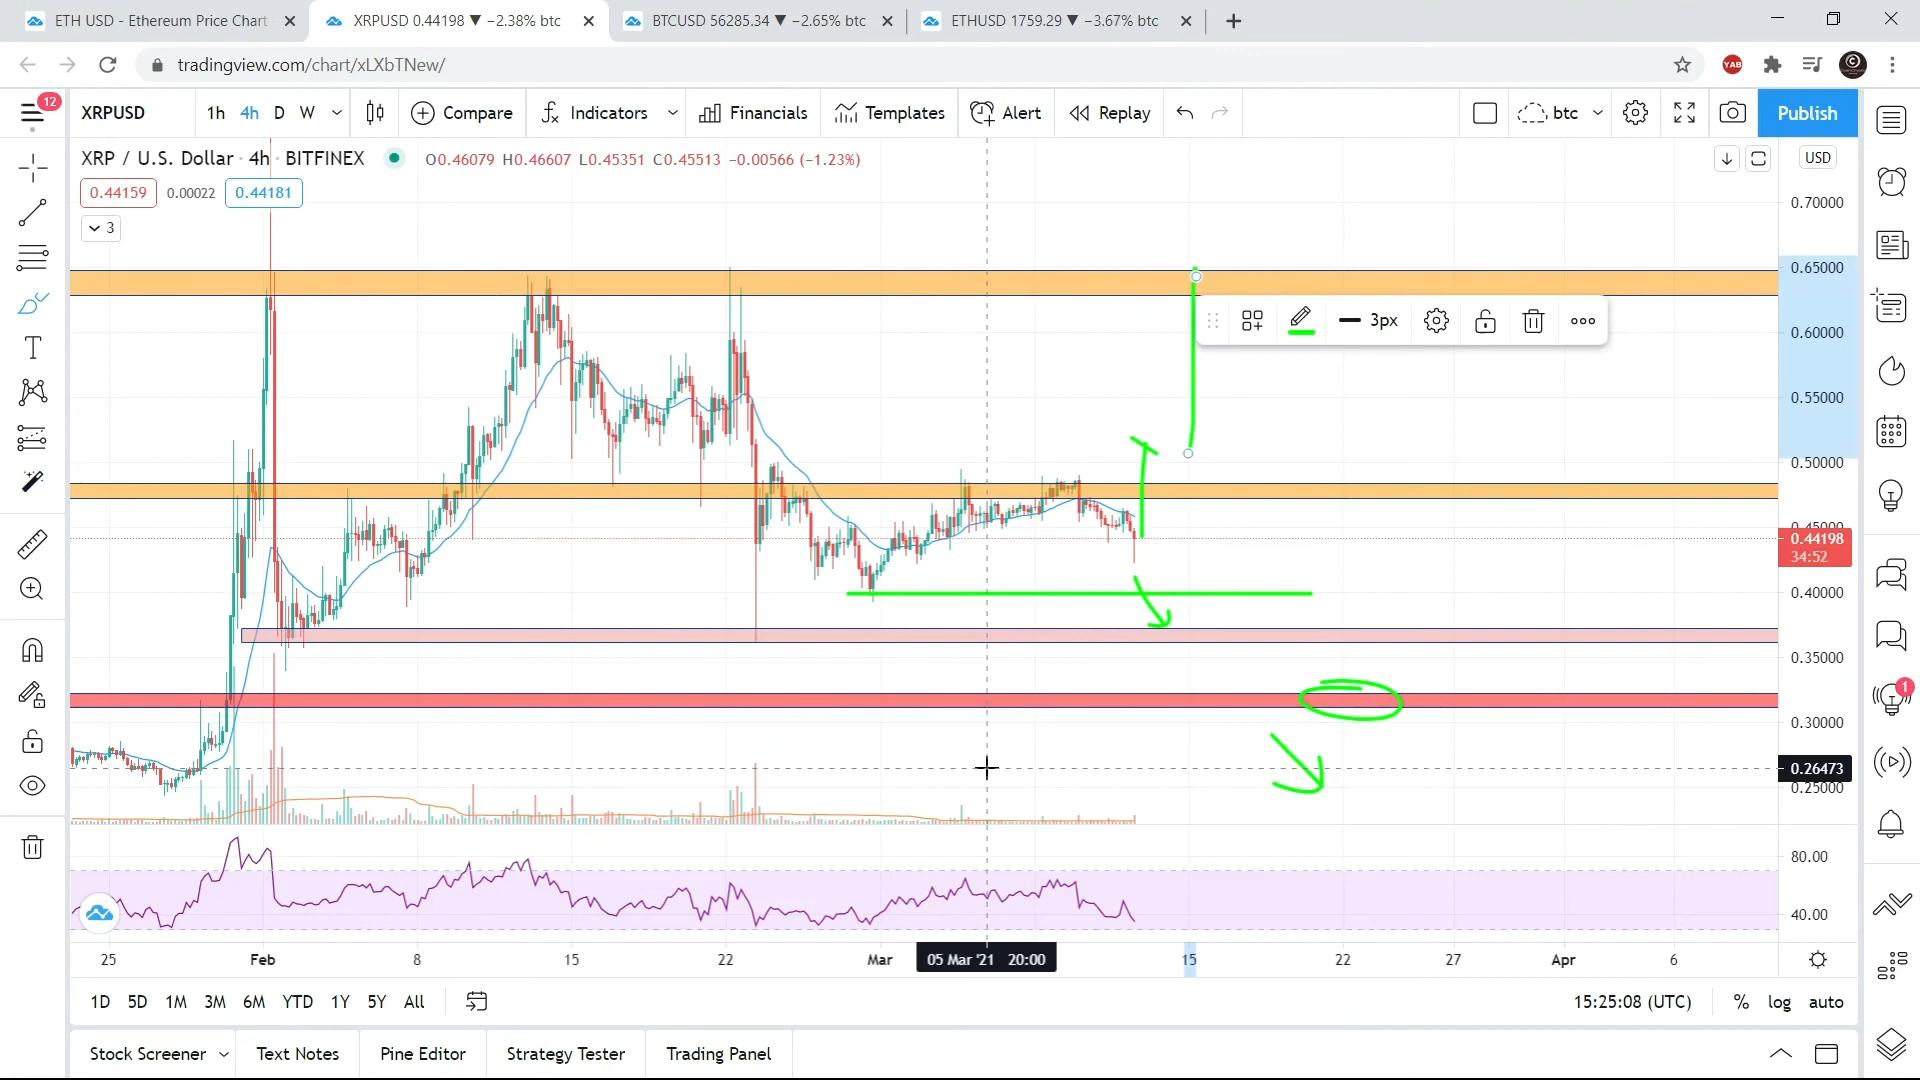 ETH USD - Ethereum Price Chart
XRPUSD 0.44198 ▼ −2.38% btc
BTCUSD 56285.34 ▼ −2.65% btc
ETHUSD 1759.29 ▼ −3.67% btc
tradingview.com/chart/xLXbTNew/
YAB
12
XRPUSD
1h 4h D W
Compare
Indicators
Financials
Templates
Alert
Replay
btc
Publish
XRP / U.S. Dollar · 4h · BITFINEX
O0.46079 H0.46607 L0.45351 C0.45513 −0.00566 (−1.23%)
USD
0.44159
0.00022
0.44181
3
0.70000
0.65000
3px
0.60000
0.55000
0.50000
0.45000
0.44198
34:52
0.40000
0.35000
1
0.30000
0.26473
0.25000
80.00
40.00
25 Feb 8 15 22 Mar 05 Mar '21 20:00 15 22 27 Apr 6
1D 5D 1M 3M 6M YTD 1Y 5Y All
15:25:08 (UTC)
% log auto
Stock Screener
Text Notes
Pine Editor
Strategy Tester
Trading Panel